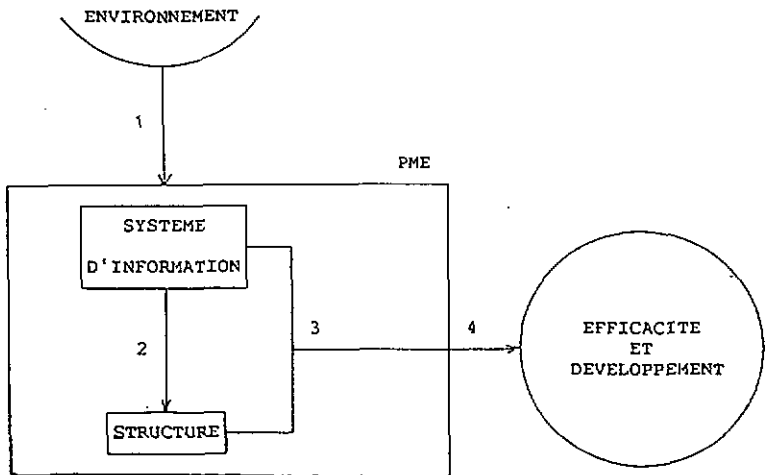 ENVIRONNEMENT
1
PME
SYSTEME
D'INFORMATION
2
3
4
EFFICACITE
ET
DEVELOPPEMENT
STRUCTURE